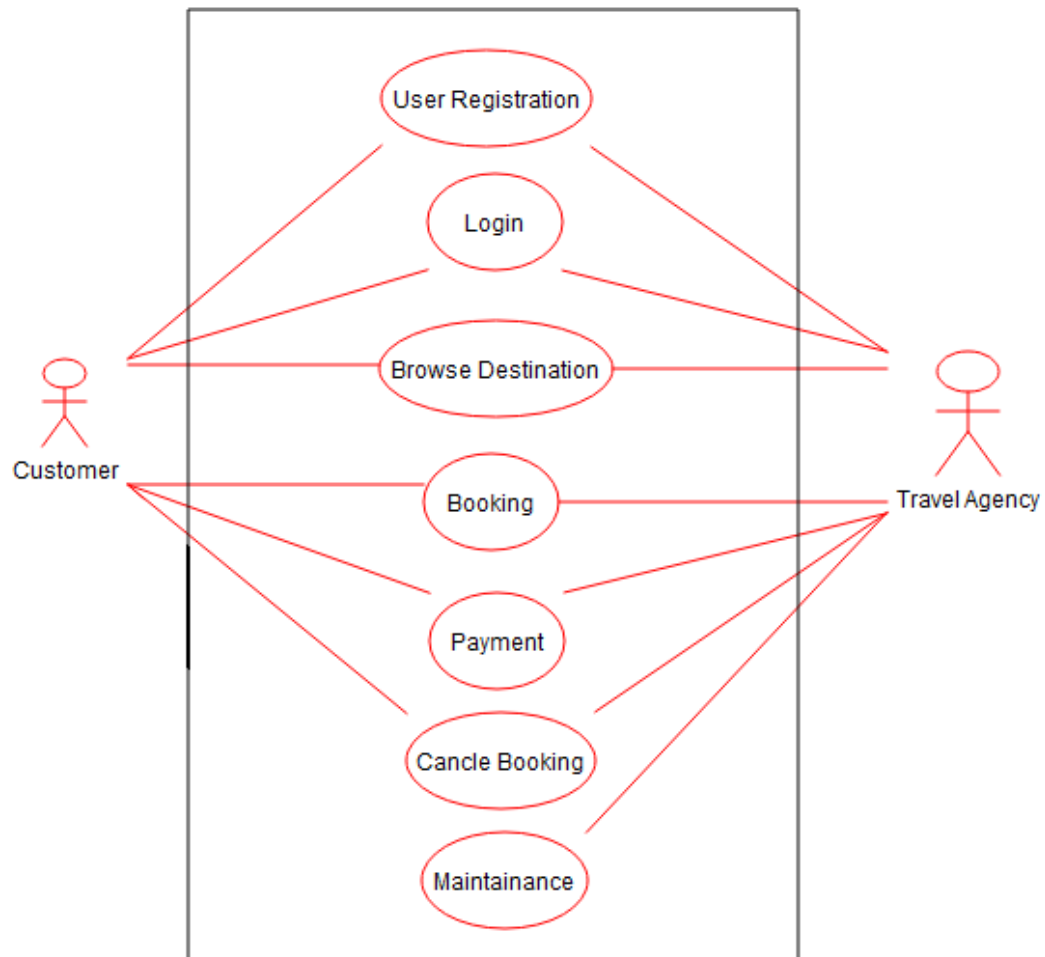 User Registration
Login
Browse Destination
Customer
Travel Agency
Booking
Payment
Cancle Booking
Maintainance